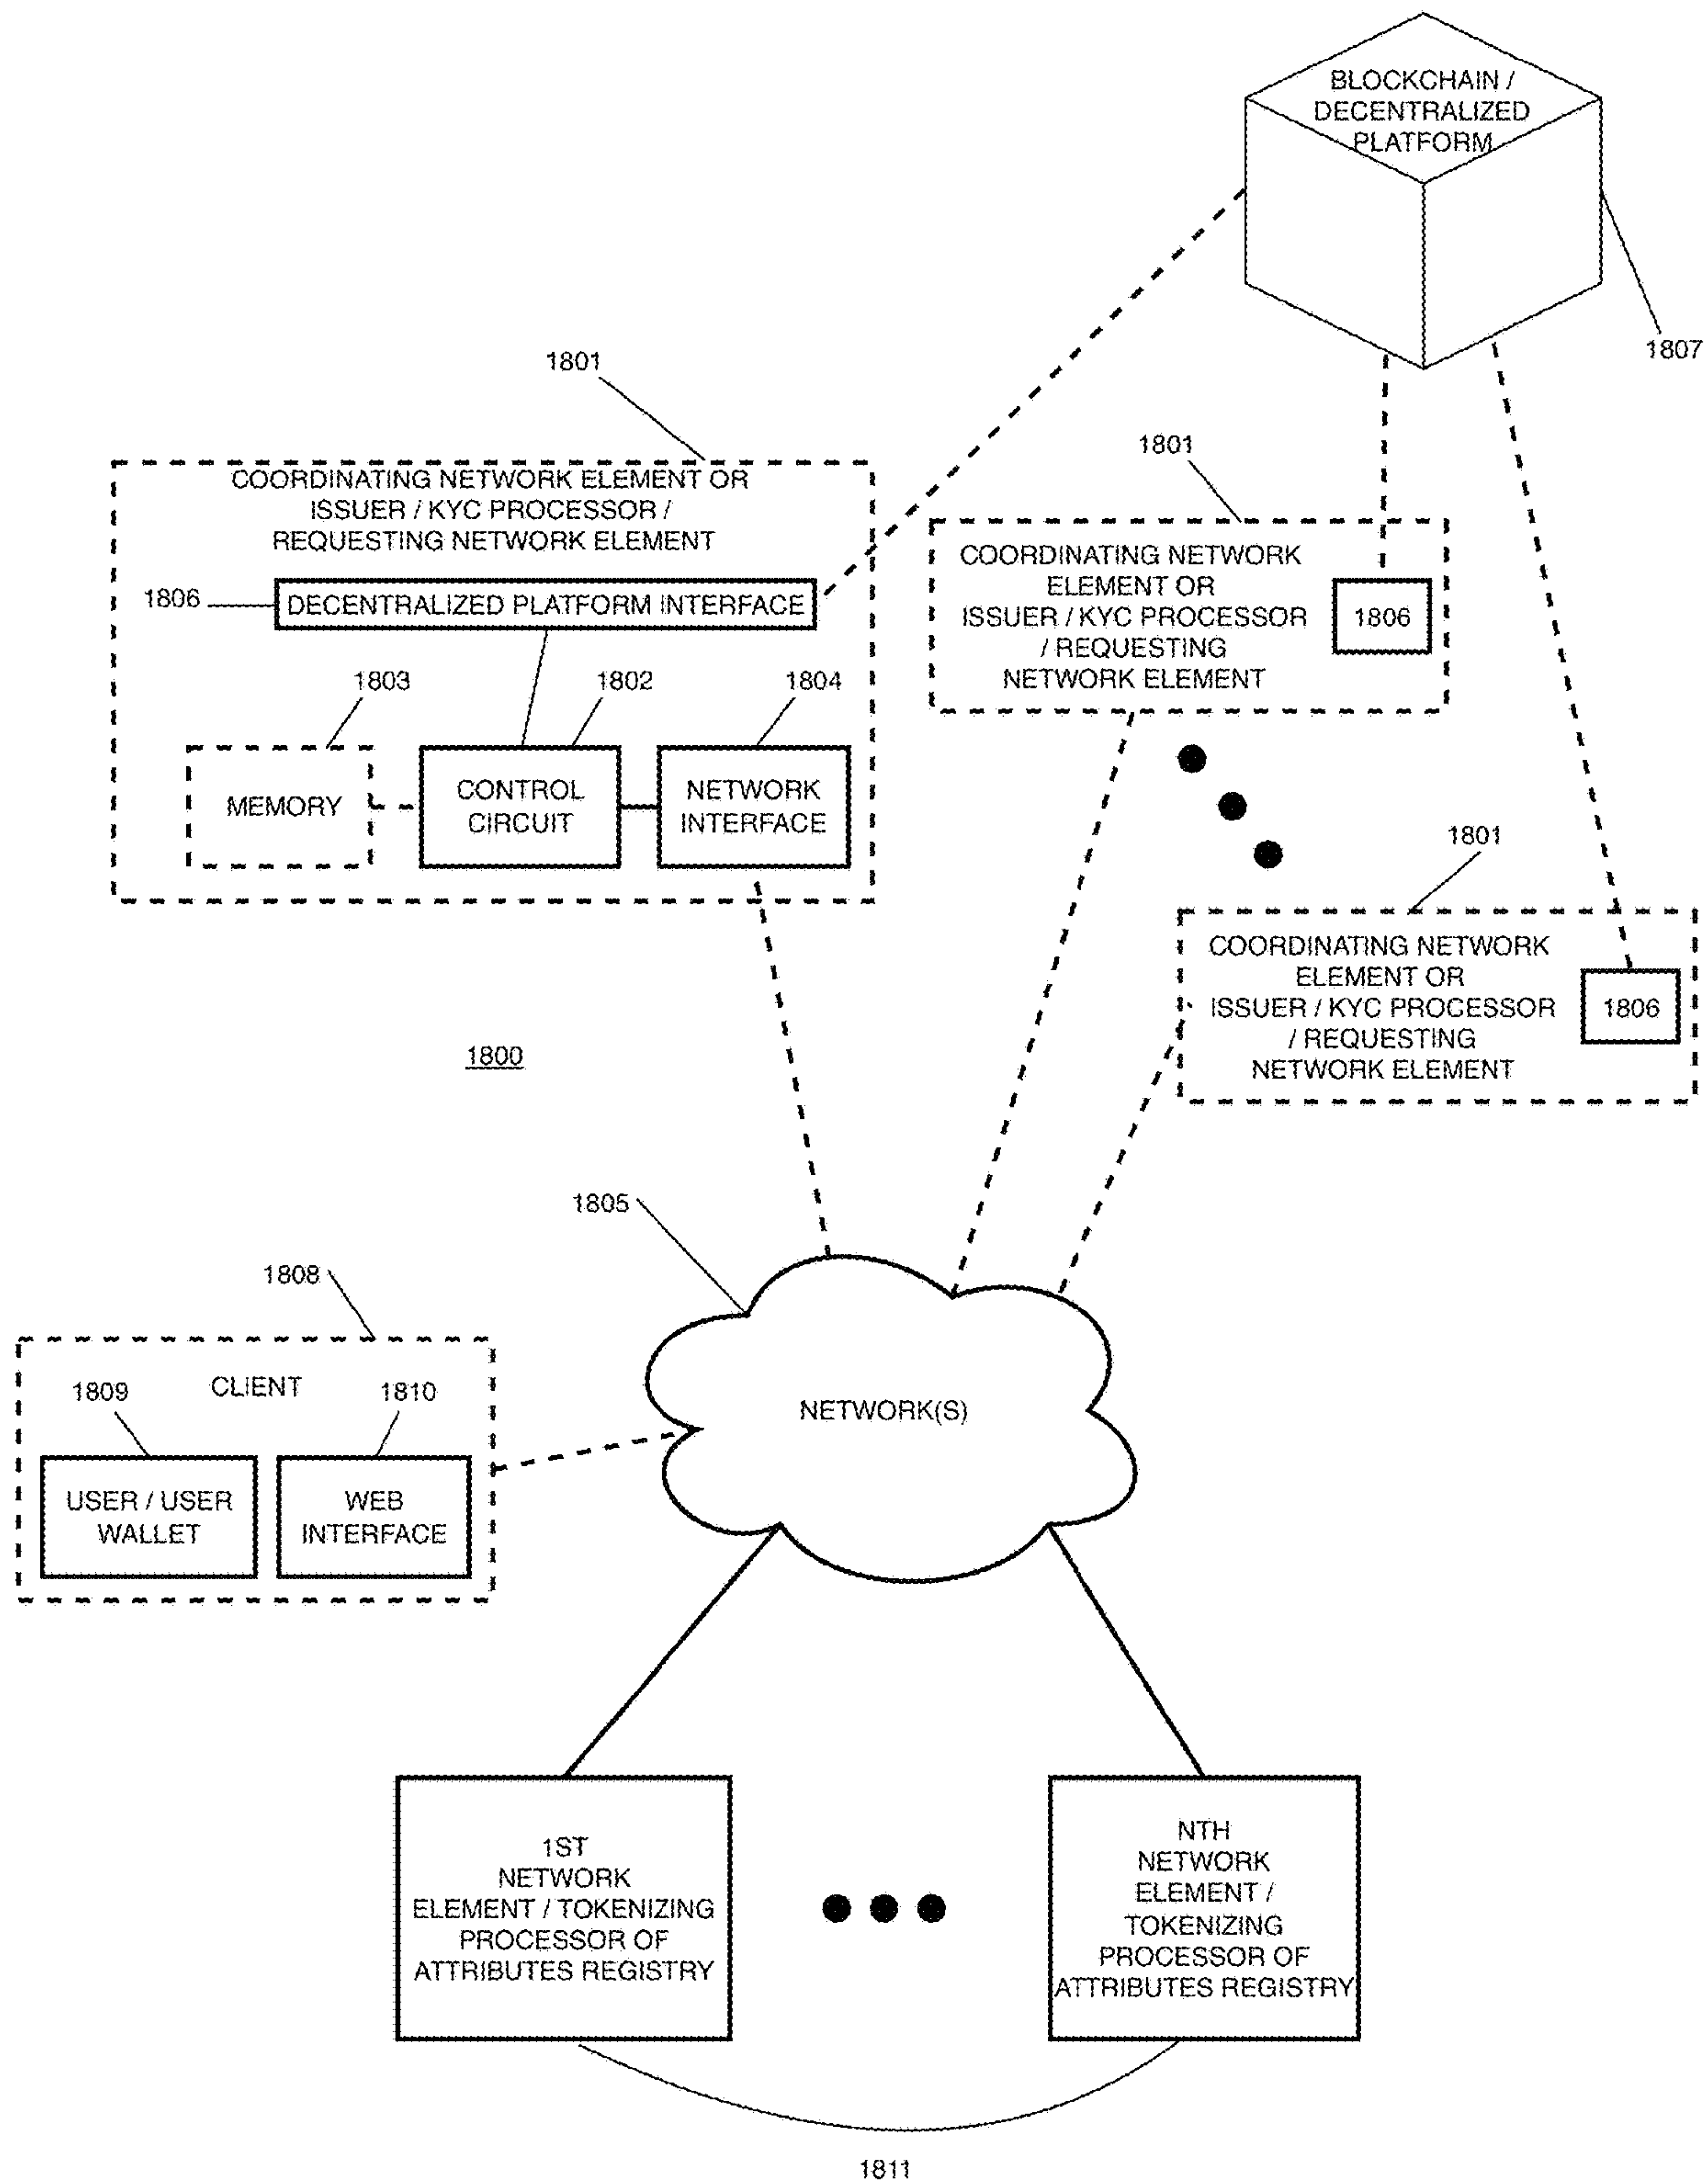 BLOCKCHAIN /
DECENTRALIZED
PLATFORM
1807
1801
COORDINATING NETWORK ELEMENT OR
ISSUER / KYC PROCESSOR /
REQUESTING NETWORK ELEMENT
1806
DECENTRALIZED PLATFORM INTERFACE
1803
1802
1804
MEMORY
CONTROL
CIRCUIT
NETWORK
INTERFACE
1801
COORDINATING NETWORK
ELEMENT OR
ISSUER / KYC PROCESSOR
/ REQUESTING
NETWORK ELEMENT
1806
1801
COORDINATING NETWORK
ELEMENT OR
ISSUER / KYC PROCESSOR
/ REQUESTING
NETWORK ELEMENT
1806
1800
1805
NETWORK(S)
1808
CLIENT
1809
1810
USER / USER
WALLET
WEB
INTERFACE
1ST
NETWORK
ELEMENT / TOKENIZING
PROCESSOR OF
ATTRIBUTES REGISTRY
NTH
NETWORK
ELEMENT /
TOKENIZING
PROCESSOR OF
ATTRIBUTES REGISTRY
1811